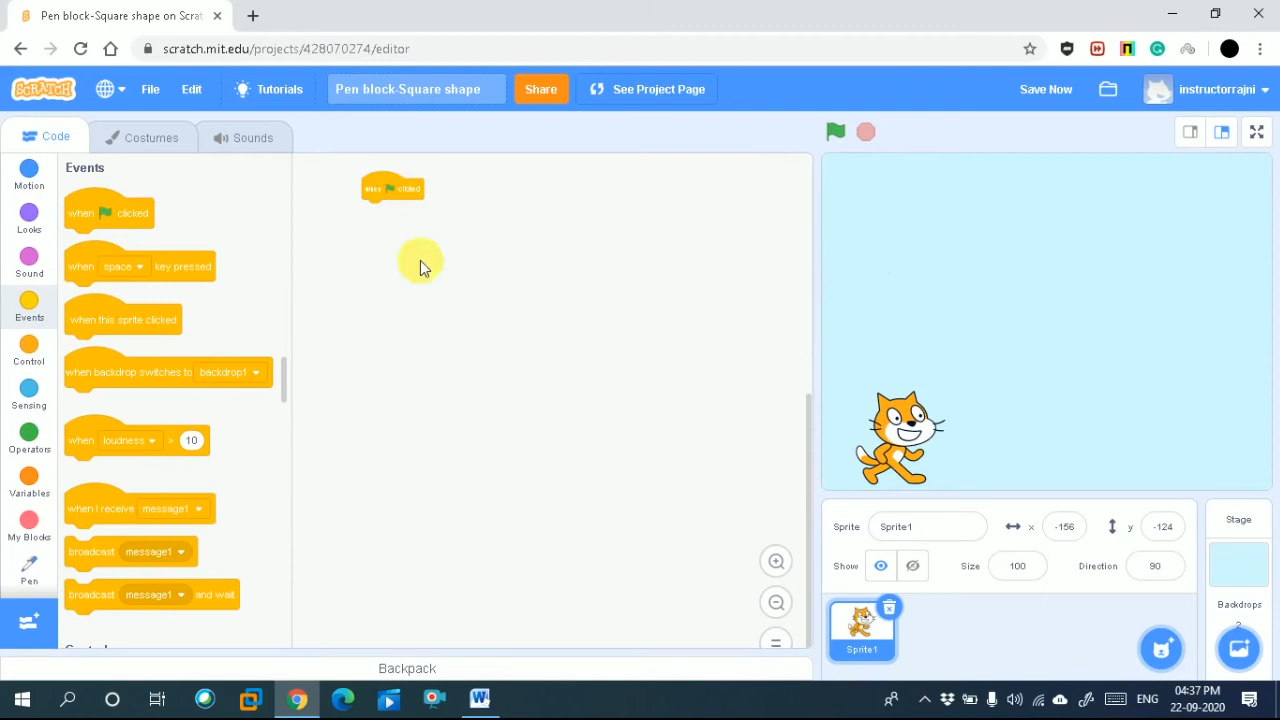 Pen block-Square shape on Scrat
scratch.mit.edu/projects/428070274/editor
SCRATCH
File
Edit
Tutorials
Pen block-Square shape
Share
See Project Page
Save Now
instructorrajni
Code
Costumes
Sounds
Motion
Looks
Sound
Events
Control
Sensing
Operators
Variables
My Blocks
Pen
Events
when clicked
when space key pressed
when this sprite clicked
when backdrop switches to backdrop1
when loudness > 10
when I receive message1
broadcast message1
broadcast message1 and wait
when clicked
Backpack
Sprite
Sprite1
x
-156
y
-124
Show
Size
100
Direction
90
Sprite1
Stage
Backdrops
2
ENG
04:37 PM
22-09-2020